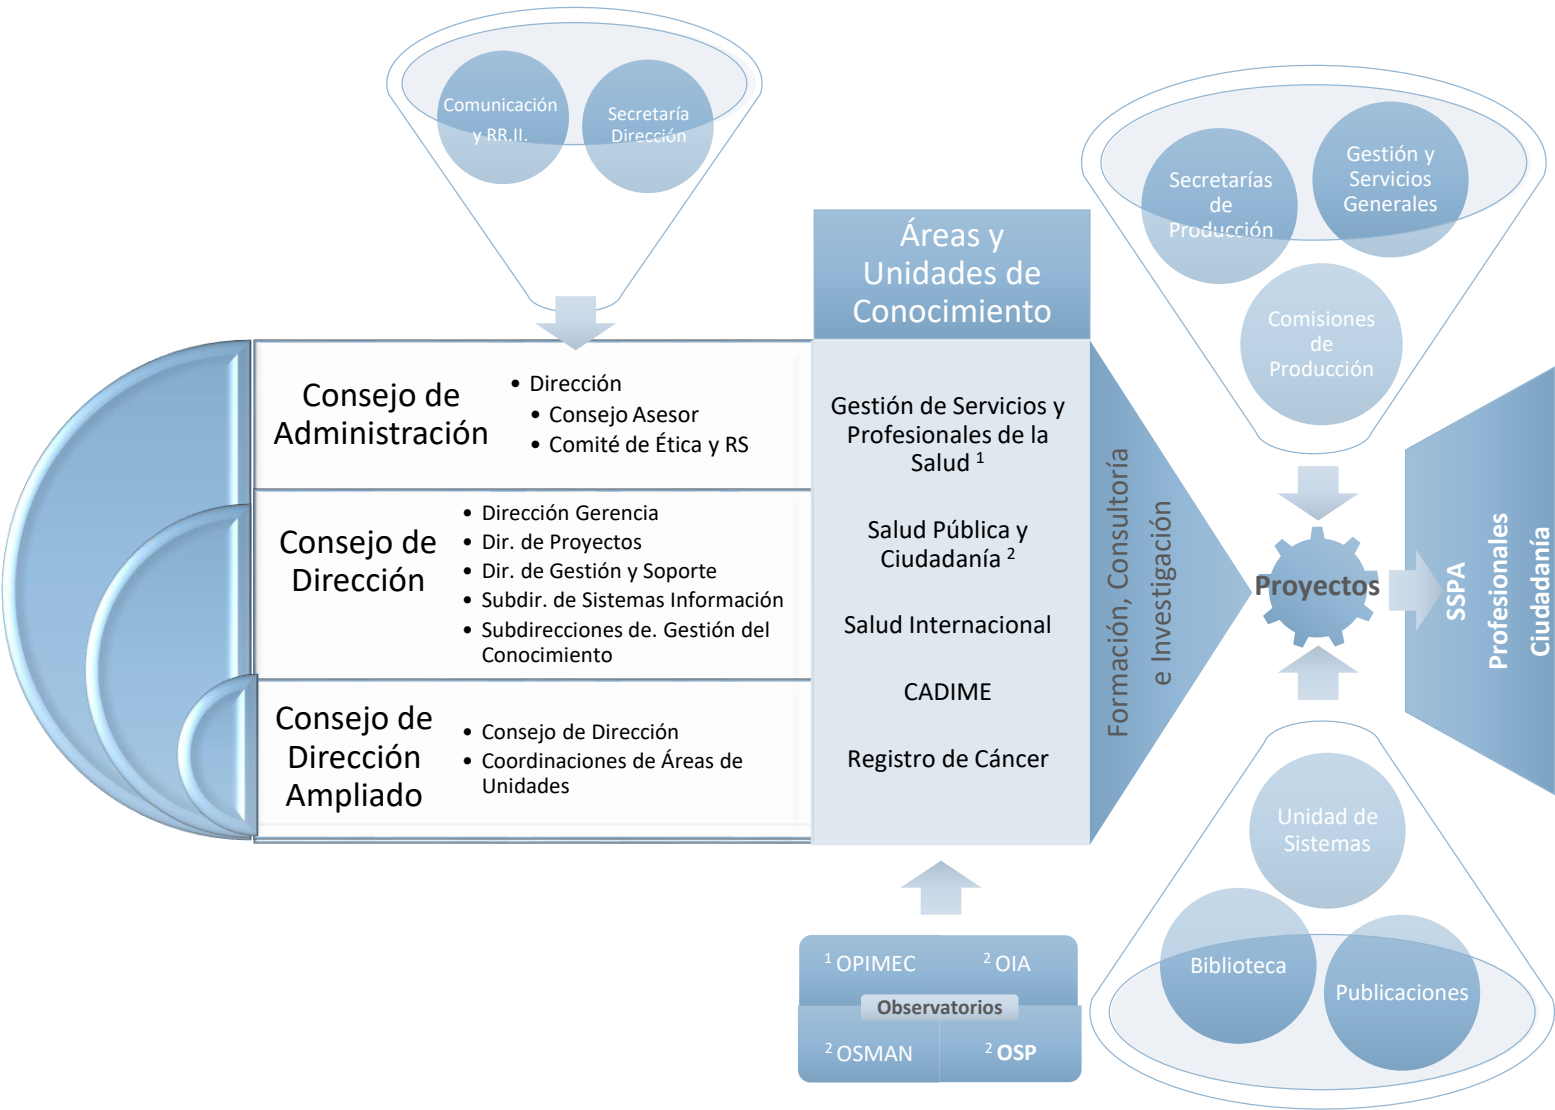 Comunicación
y RR.II.
Secretaría
Dirección
Secretarías
de
Producción
Gestión y
Servicios
Generales
Comisiones
de
Producción
Áreas y
Unidades de
Conocimiento
Consejo de
Administración
• Dirección
• Consejo Asesor
• Comité de Ética y RS
Consejo de
Dirección
• Dirección Gerencia
• Dir. de Proyectos
• Dir. de Gestión y Soporte
• Subdir. de Sistemas Información
• Subdirecciones de. Gestión del
Conocimiento
Consejo de
Dirección
Ampliado
• Consejo de Dirección
• Coordinaciones de Áreas de
Unidades
Gestión de Servicios y
Profesionales de la
Salud ¹
Salud Pública y
Ciudadanía ²
Salud Internacional
CADIME
Registro de Cáncer
Formación, Consultoría
e Investigación
Proyectos
SSPA
Profesionales
Ciudadanía
Unidad de
Sistemas
Biblioteca
Publicaciones
¹ OPIMEC
² OIA
Observatorios
² OSMAN
² OSP